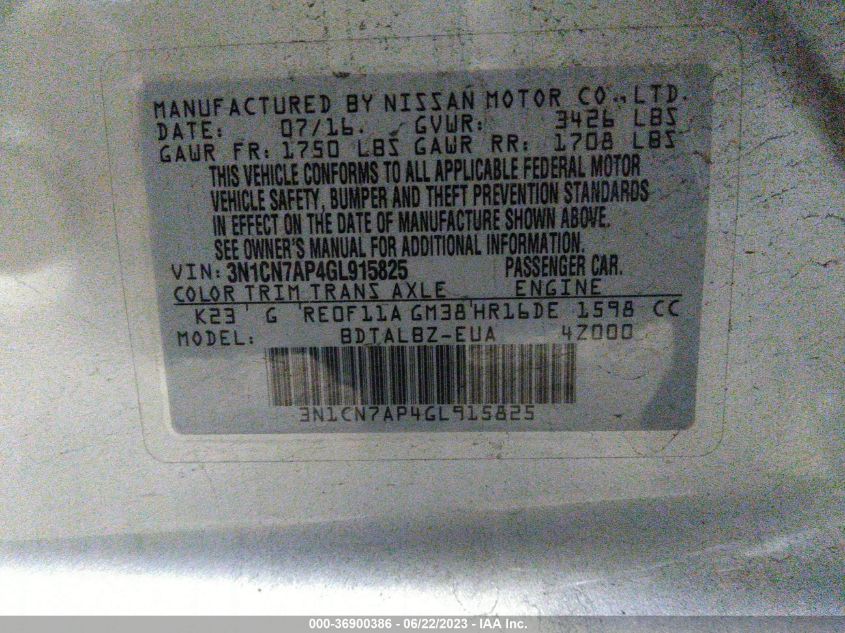 MANUFACTURED BY NISSAN MOTOR CO., LTD.
DATE: 07/16. GVWR: 3426 LBS
GAWR FR: 1750 LBS GAWR RR: 1708 LBS
THIS VEHICLE CONFORMS TO ALL APPLICABLE FEDERAL MOTOR
VEHICLE SAFETY, BUMPER AND THEFT PREVENTION STANDARDS
IN EFFECT ON THE DATE OF MANUFACTURE SHOWN ABOVE.
SEE OWNER'S MANUAL FOR ADDITIONAL INFORMATION.
VIN: 3N1CN7AP4GL915825 PASSENGER CAR.
COLOR TRIM TRANS AXLE ENGINE
K23 G RE0F11A GM38 HR16DE 1598 CC
MODEL: BDTALBZ-EUA 4Z000
3N1CN7AP4GL915825
000-36900386 - 06/22/2023 - IAA Inc.